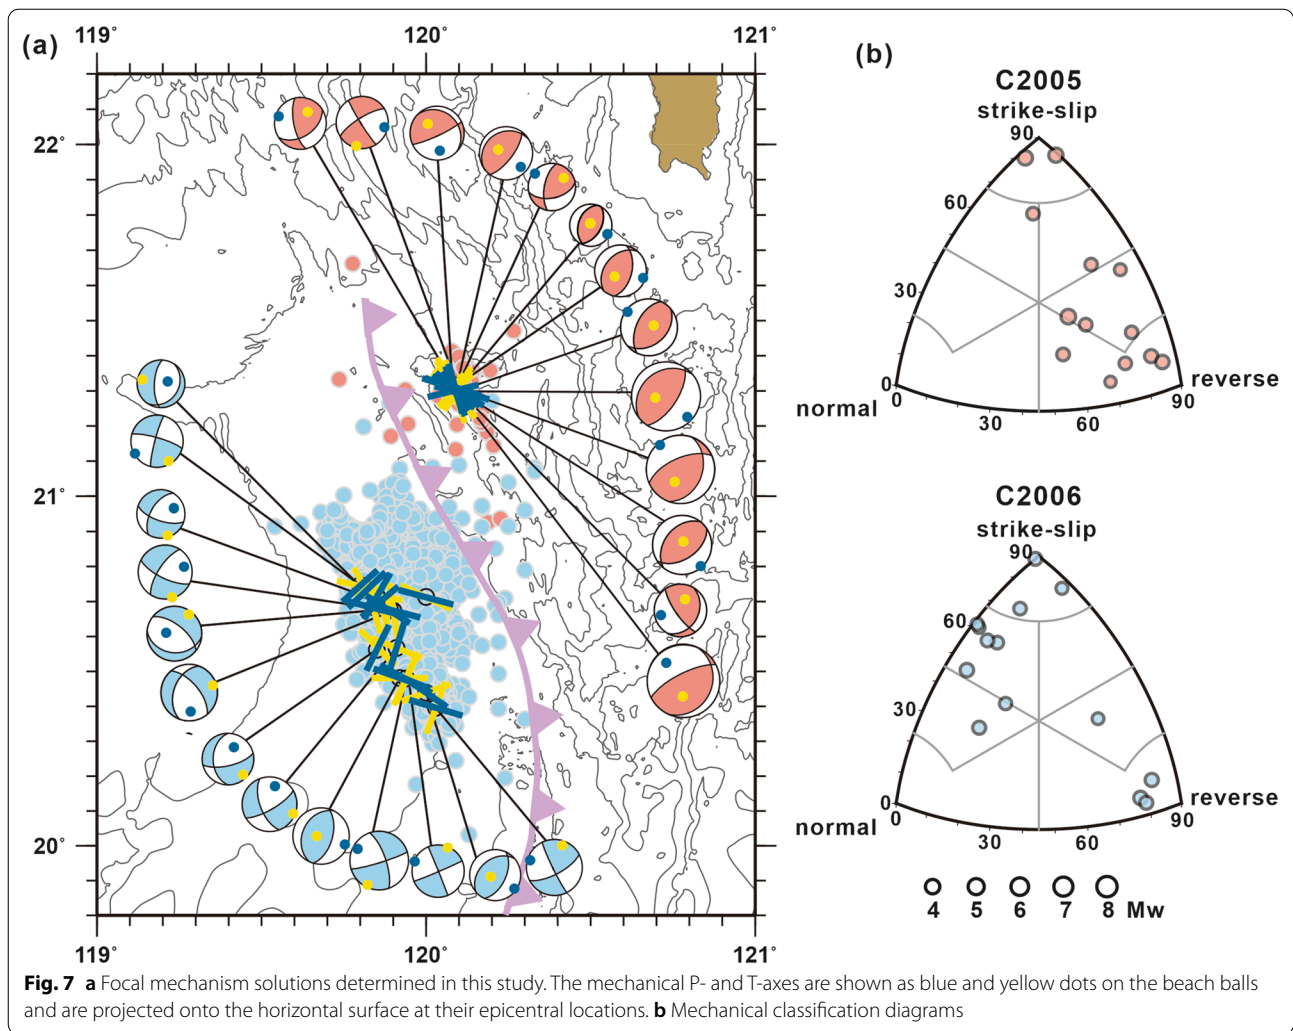 (a)
119° 120° 121°
22°
21°
20°
119° 120° 121°
(b)
C2005
strike-slip
90
60
30
0
reverse
normal
0 90
30 60
C2006
strike-slip
90
60
30
0
reverse
normal
0 90
30 60
4 5 6 7 8 Mw
Fig. 7 a Focal mechanism solutions determined in this study. The mechanical P- and T-axes are shown as blue and yellow dots on the beach balls
and are projected onto the horizontal surface at their epicentral locations. b Mechanical classification diagrams